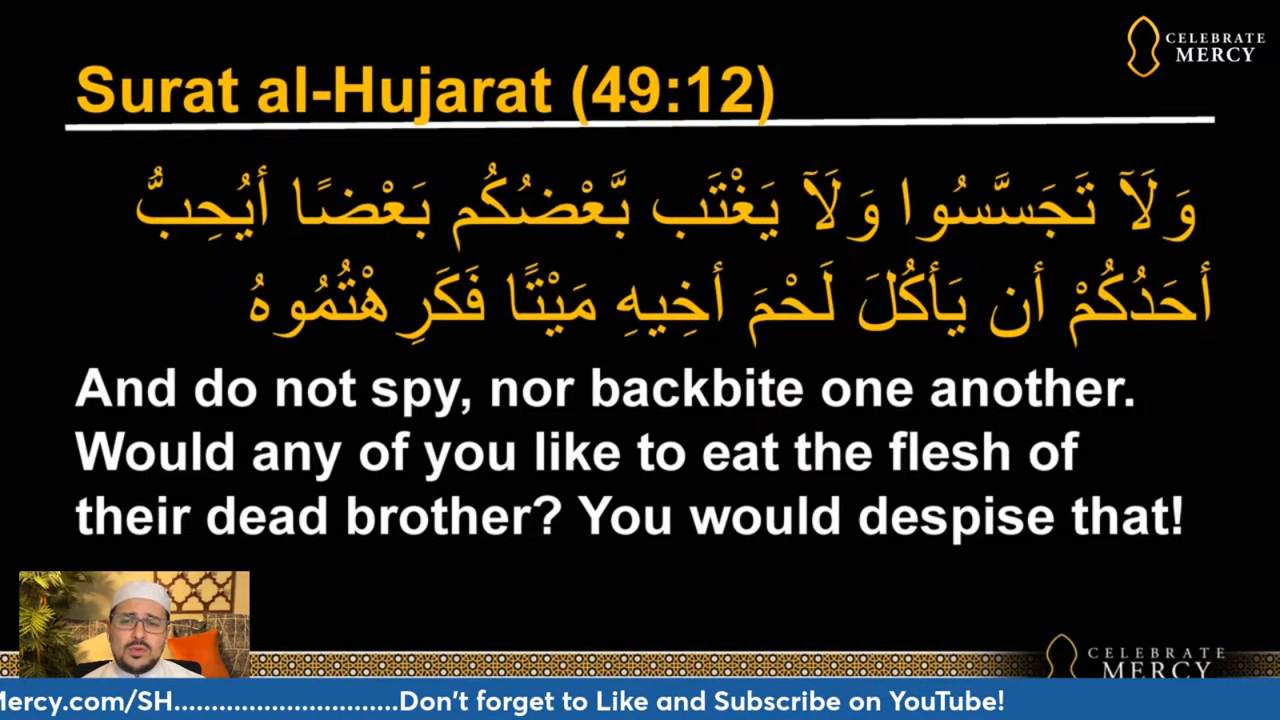 CELEBRATE
MERCY
Surat al-Hujarat (49:12)
وَلَا تَجَسَّسُوا وَلَا يَغْتَب بَّعْضُكُم بَعْضًا أَيُحِبُّ
أَحَدُكُمْ أَن يَأْكُلَ لَحْمَ أَخِيهِ مَيْتًا فَكَرِهْتُمُوهُ
And do not spy, nor backbite one another.
Would any of you like to eat the flesh of
their dead brother? You would despise that!
CELEBRATE
MERCY
Mercy.com/SH..............................Don't forget to Like and Subscribe on YouTube!